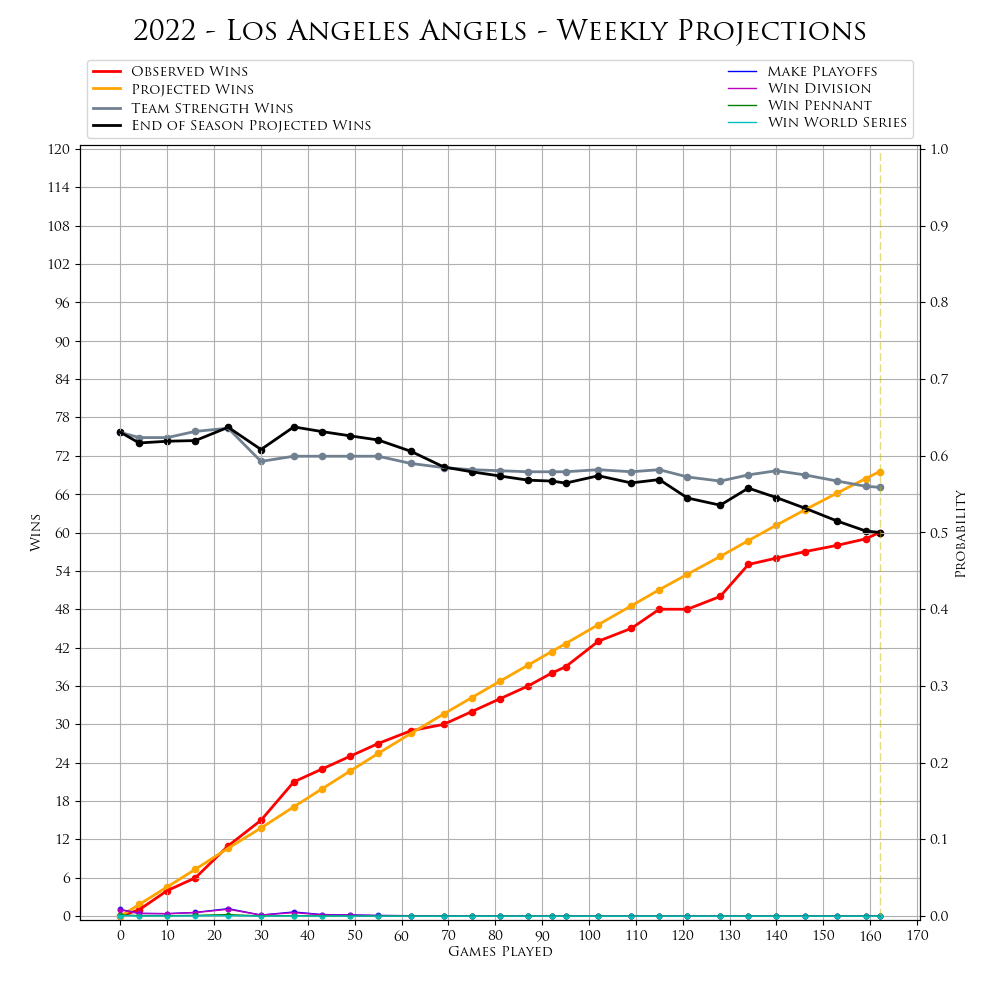 2022 - Los Angeles Angels - Weekly Projections
Observed Wins
Projected Wins
Team Strength Wins
End of Season Projected Wins
Make Playoffs
Win Division
Win Pennant
Win World Series
120
114
108
102
96
90
84
78
72
66
60
54
48
42
36
30
24
18
12
6
0
Wins
1.0
0.9
0.8
0.7
0.6
0.5
0.4
0.3
0.2
0.1
0.0
Probability
0 10 20 30 40 50 60 70 80 90 100 110 120 130 140 150 160 170
Games Played